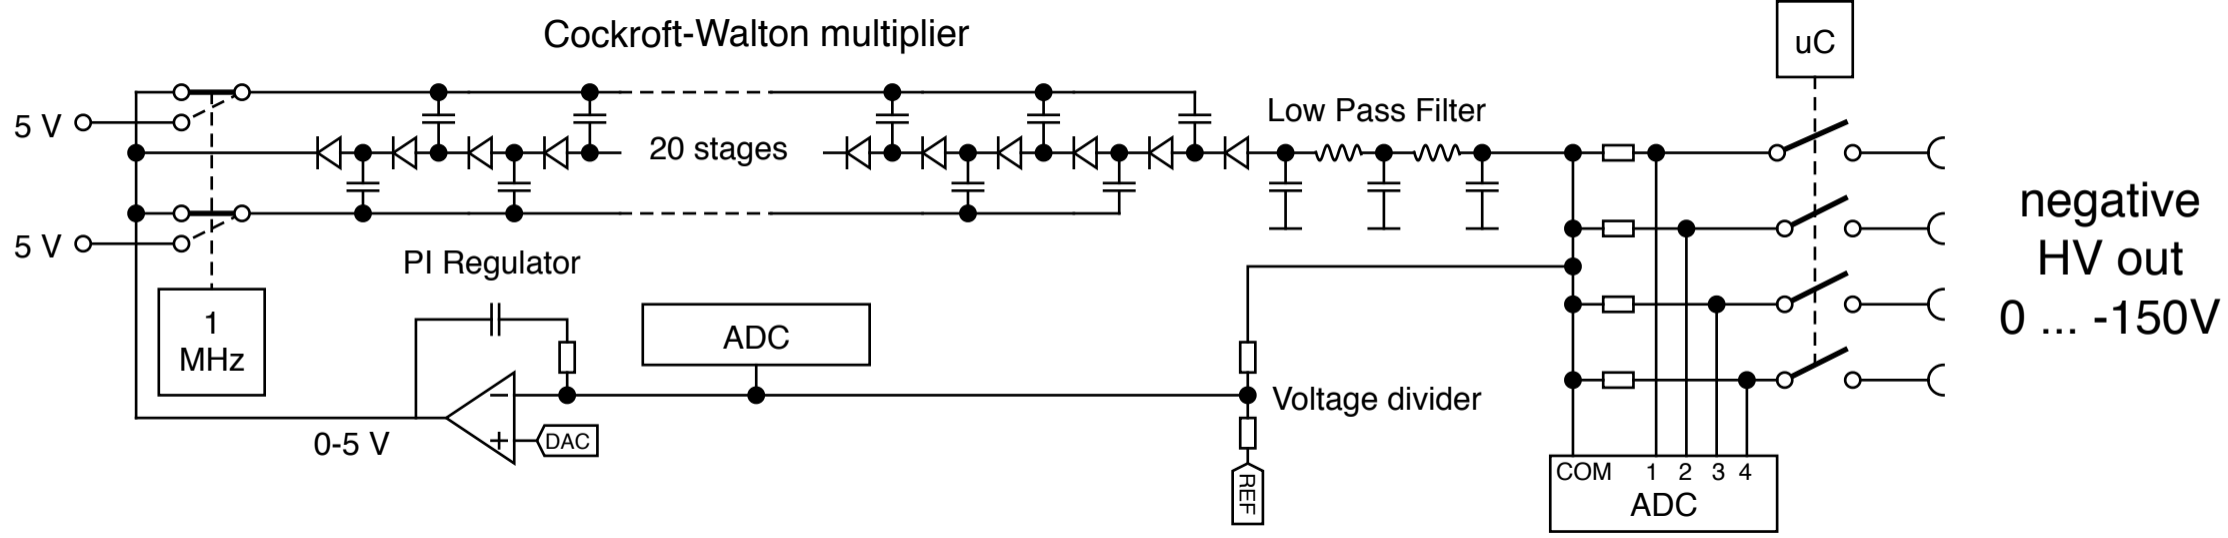 Cockroft-Walton multiplier
uC
5 V
Low Pass Filter
20 stages
5 V
negative
HV out
0 ... -150V
PI Regulator
1
MHz
ADC
Voltage divider
0-5 V
−
+
DAC
REF
COM 1 2 3 4
ADC